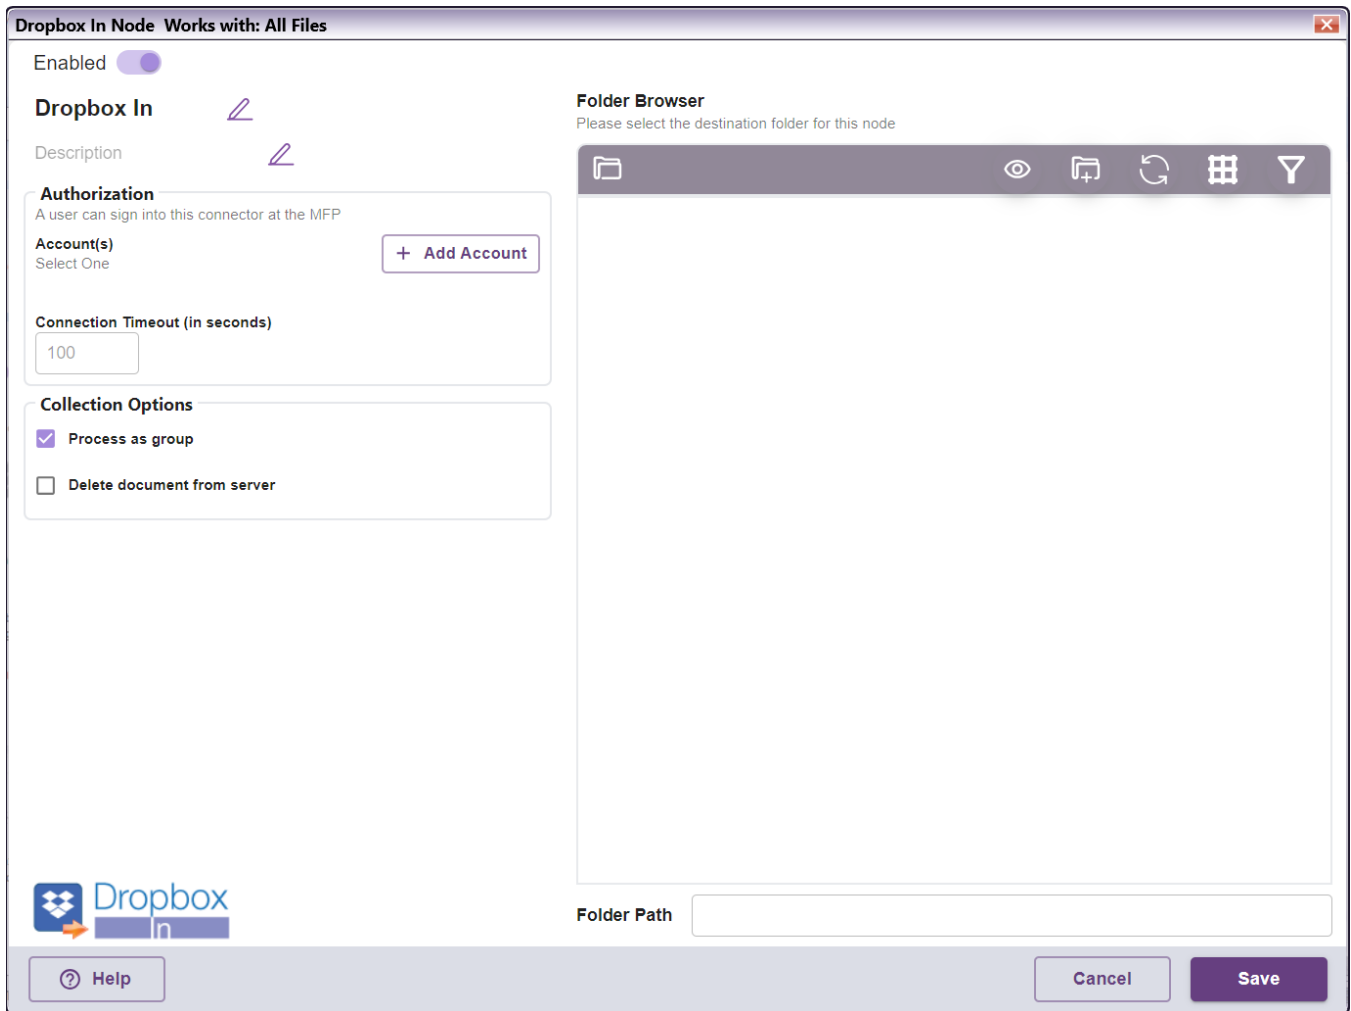 Dropbox In Node  Works with: All Files
Enabled
Dropbox In
Description
Authorization
A user can sign into this connector at the MFP
Account(s)
Select One
+ Add Account
Connection Timeout (in seconds)
100
Collection Options
Process as group
Delete document from server
Folder Browser
Please select the destination folder for this node
Folder Path
Dropbox
In
Help
Cancel
Save